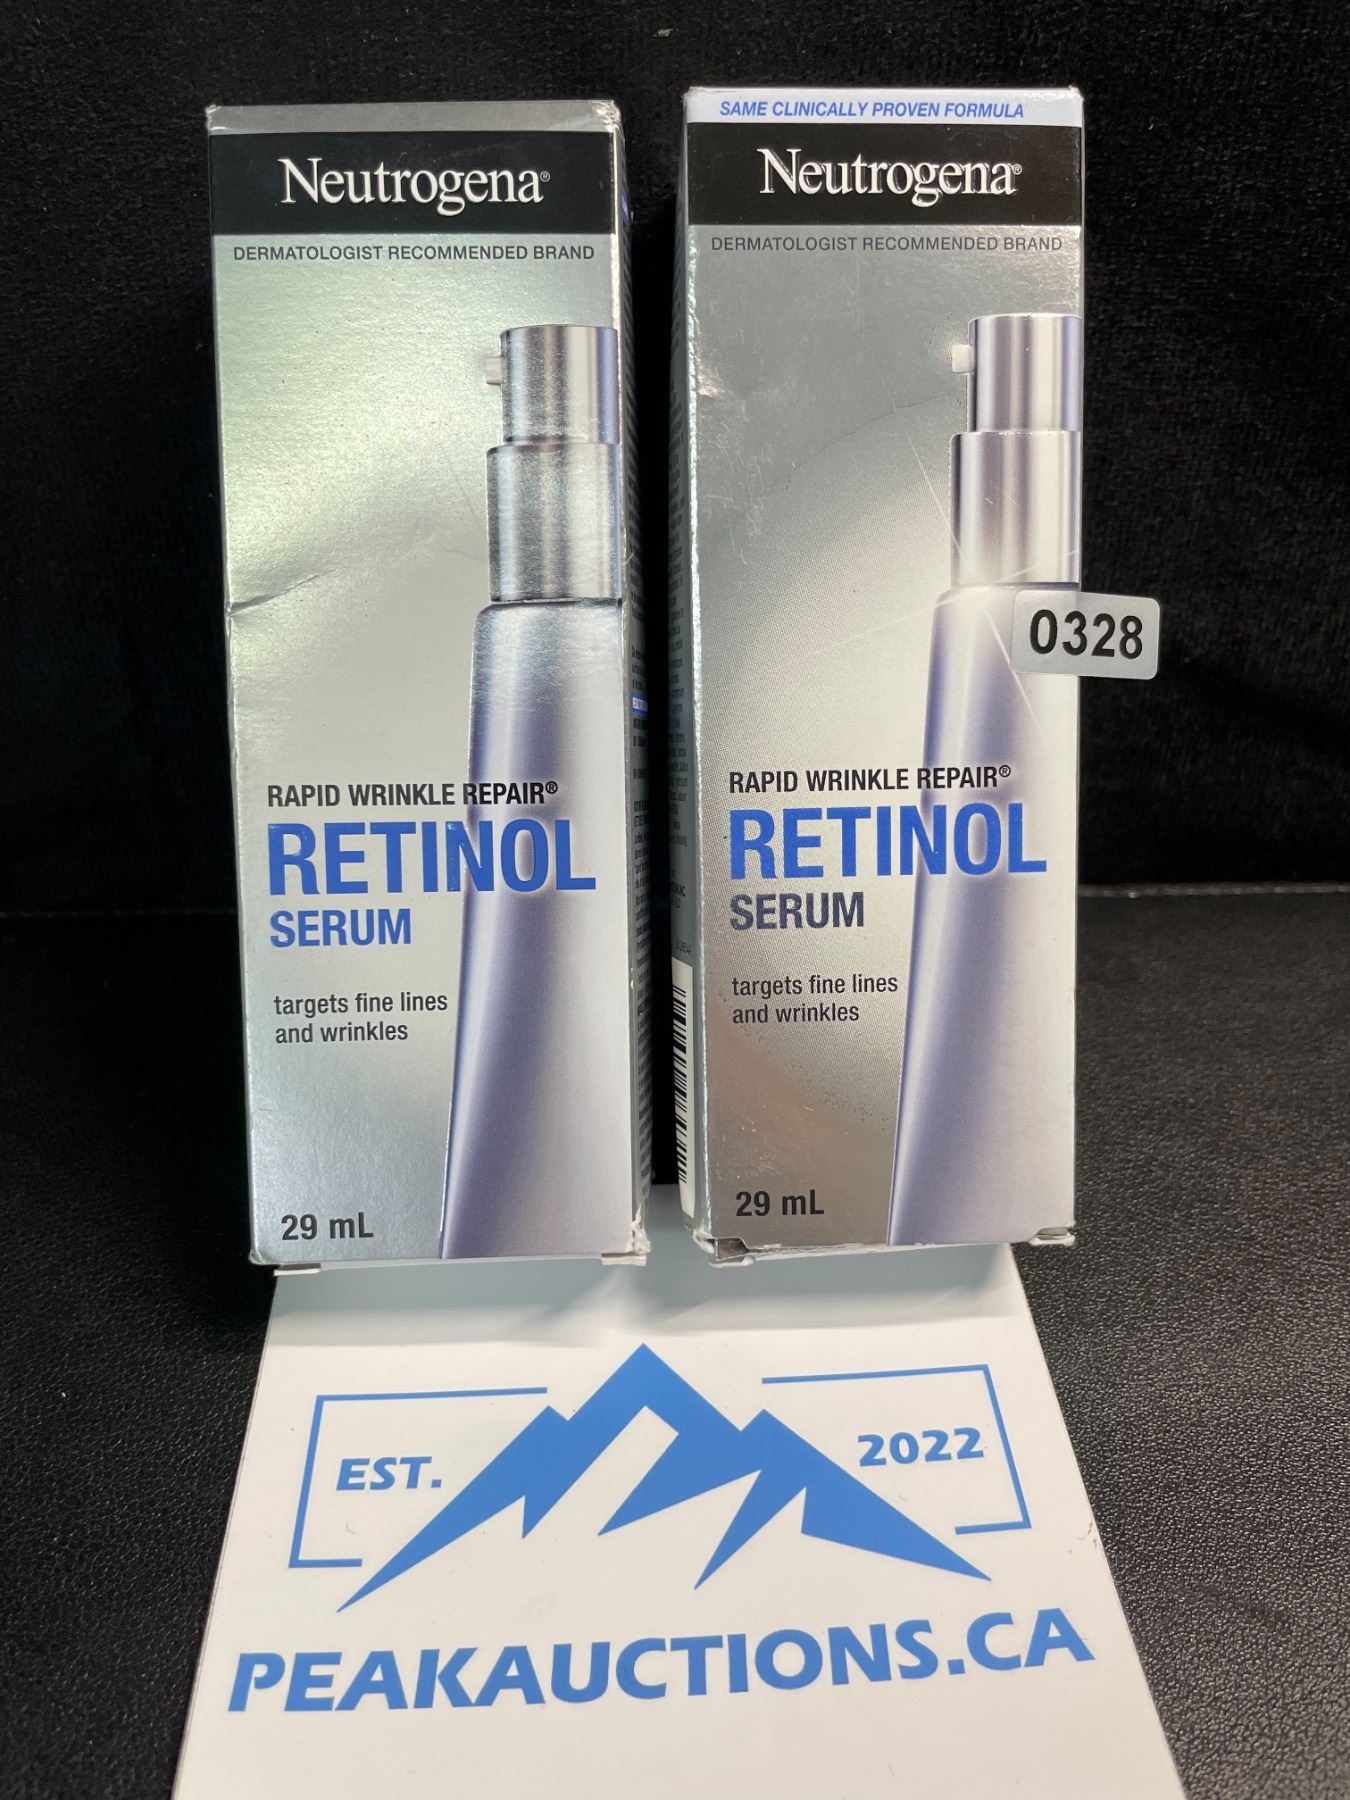 Neutrogena®
DERMATOLOGIST RECOMMENDED BRAND
RAPID WRINKLE REPAIR®
RETINOL
SERUM
targets fine lines
and wrinkles
29 mL
SAME CLINICALLY PROVEN FORMULA
Neutrogena®
DERMATOLOGIST RECOMMENDED BRAND
0328
RAPID WRINKLE REPAIR®
RETINOL
SERUM
targets fine lines
and wrinkles
29 mL
EST.
2022
PEAKAUCTIONS.CA